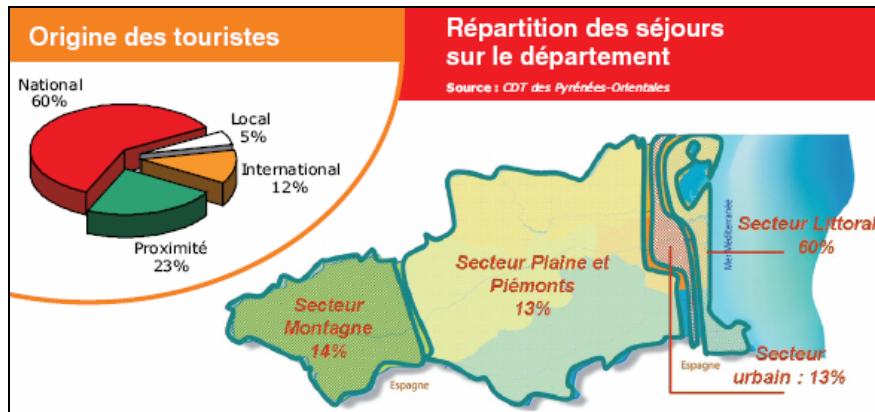 Origine des touristes
National
60%
Local
5%
International
12%
Proximité
23%
Répartition des séjours
sur le département
Source : CDT des Pyrénées-Orientales
Secteur Littoral
60%
Mer Méditerranée
Secteur Plaine et
Piémonts
13%
Secteur
Montagne
14%
Secteur
urbain : 13%
Espagne
Espagne